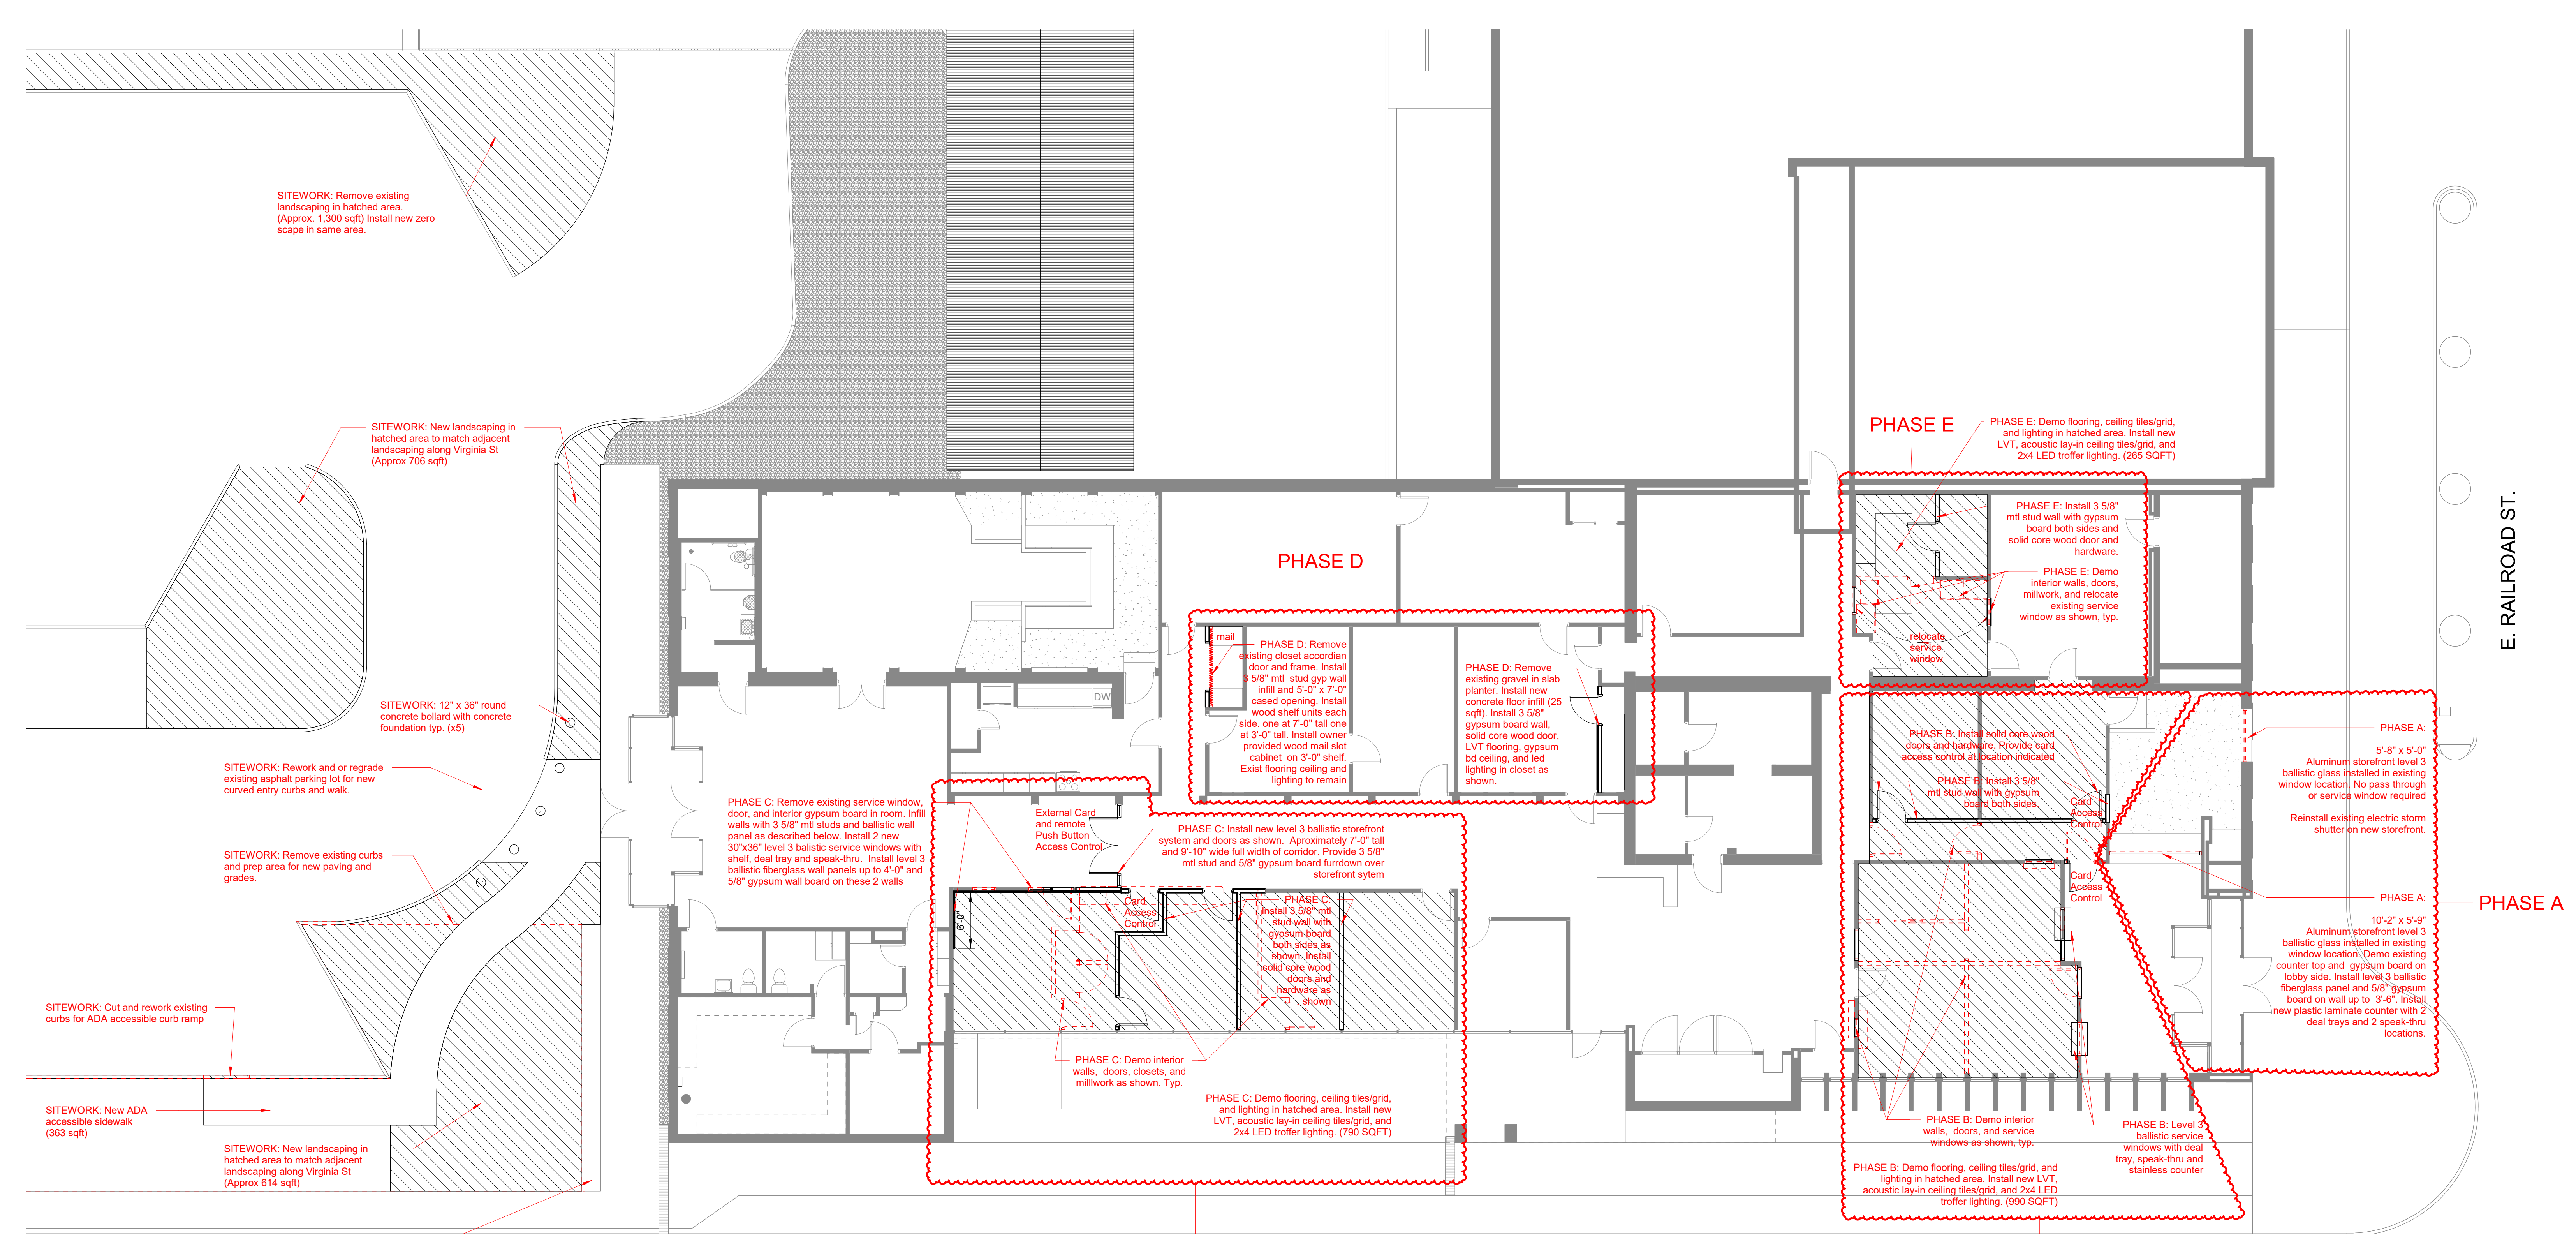 SITEWORK: Remove existing
landscaping in hatched area.
(Approx. 1,300 sqft) Install new zero
scape in same area.
SITEWORK: New landscaping in
hatched area to match adjacent
landscaping along Virginia St
(Approx 706 sqft)
SITEWORK: 12" x 36" round
concrete bollard with concrete
foundation typ. (x5)
SITEWORK: Rework and or regrade
existing asphalt parking lot for new
curved entry curbs and walk.
SITEWORK: Remove existing curbs
and prep area for new paving and
grades.
SITEWORK: Cut and rework existing
curbs for ADA accessible curb ramp
SITEWORK: New ADA
accessible sidewalk
(363 sqft)
SITEWORK: New landscaping in
hatched area to match adjacent
landscaping along Virginia St
(Approx 614 sqft)
DW
PHASE C: Remove existing service window,
door, and interior gypsum board in room. Infill
walls with 3 5/8" mtl studs and ballistic wall
panel as described below. Install 2 new
30"x36" level 3 balistic service windows with
shelf, deal tray and speak-thru. Install level 3
ballistic fiberglass wall panels up to 4'-0" and
5/8" gypsum wall board on these 2 walls
External Card
and remote
Push Button
Access Control
PHASE C: Install new level 3 ballistic storefront
system and doors as shown. Aproximately 7'-0" tall
and 9'-10" wide full width of corridor. Provide 3 5/8"
mtl stud and 5/8" gypsum board furrdown over
storefront sytem
6'-0"
Card
Access
Control
PHASE C:
Install 3 5/8" mtl
stud wall with
gypsum board
both sides as
shown. Install
solid core wood
doors and
hardware as
shown
PHASE C: Demo interior
walls, doors, closets, and
milllwork as shown. Typ.
PHASE C: Demo flooring, ceiling tiles/grid,
and lighting in hatched area. Install new
LVT, acoustic lay-in ceiling tiles/grid, and
2x4 LED troffer lighting. (790 SQFT)
PHASE D
mail
PHASE D: Remove
existing closet accordian
door and frame. Install
3 5/8" mtl stud gyp wall
infill and 5'-0" x 7'-0"
cased opening. Install
wood shelf units each
side. one at 7'-0" tall one
at 3'-0" tall. Install owner
provided wood mail slot
cabinet on 3'-0" shelf.
Exist flooring ceiling and
lighting to remain
PHASE D: Remove
existing gravel in slab
planter. Install new
concrete floor infill (25
sqft). Install 3 5/8"
gypsum board wall,
solid core wood door,
LVT flooring, gypsum
bd ceiling, and led
lighting in closet as
shown.
PHASE E
PHASE E: Demo flooring, ceiling tiles/grid,
and lighting in hatched area. Install new
LVT, acoustic lay-in ceiling tiles/grid, and
2x4 LED troffer lighting. (265 SQFT)
PHASE E: Install 3 5/8"
mtl stud wall with gypsum
board both sides and
solid core wood door and
hardware.
PHASE E: Demo
interior walls, doors,
millwork, and relocate
existing service
window as shown, typ.
relocate
service
window
PHASE B: Install solid core wood
doors and hardware. Provide card
access control at location indicated
PHASE B: Install 3 5/8"
mtl stud wall with gypsum
board both sides.
Card
Access
Control
Card
Access
Control
PHASE B: Demo interior
walls, doors, and service
windows as shown, typ.
PHASE B: Level 3
ballistic service
windows with deal
tray, speak-thru and
stainless counter
PHASE B: Demo flooring, ceiling tiles/grid, and
lighting in hatched area. Install new LVT,
acoustic lay-in ceiling tiles/grid, and 2x4 LED
troffer lighting. (990 SQFT)
PHASE A:
5'-8" x 5'-0"
Aluminum storefront level 3
ballistic glass installed in existing
window location. No pass through
or service window required
Reinstall existing electric storm
shutter on new storefront.
PHASE A:
10'-2" x 5'-9"
Aluminum storefront level 3
ballistic glass installed in existing
window location. Demo existing
counter top and gypsum board on
lobby side. Install level 3 ballistic
fiberglass panel and 5/8" gypsum
board on wall up to 3'-6". Install
new plastic laminate counter with 2
deal trays and 2 speak-thru
locations.
PHASE A
E. RAILROAD ST.